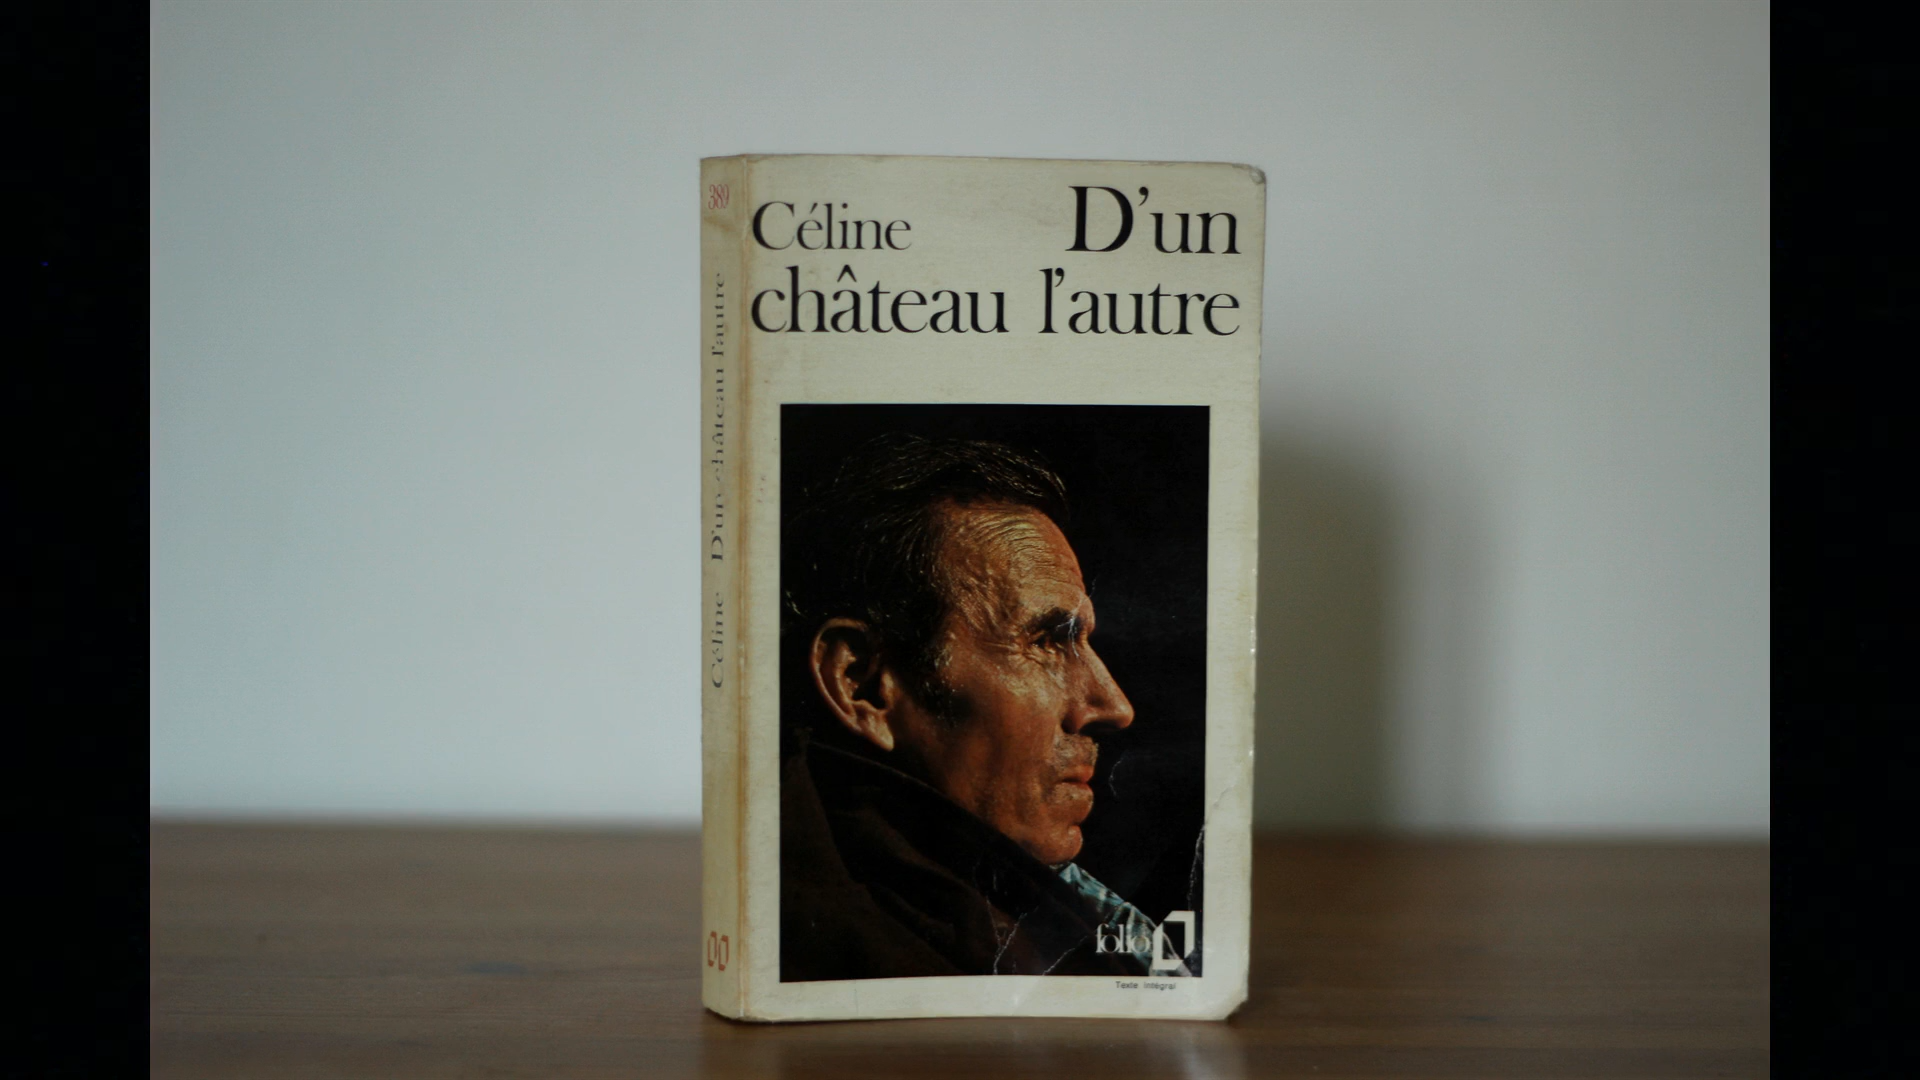 389
Céline D'un château l'autre
Céline D'un
château l'autre
folio
Texte intégral